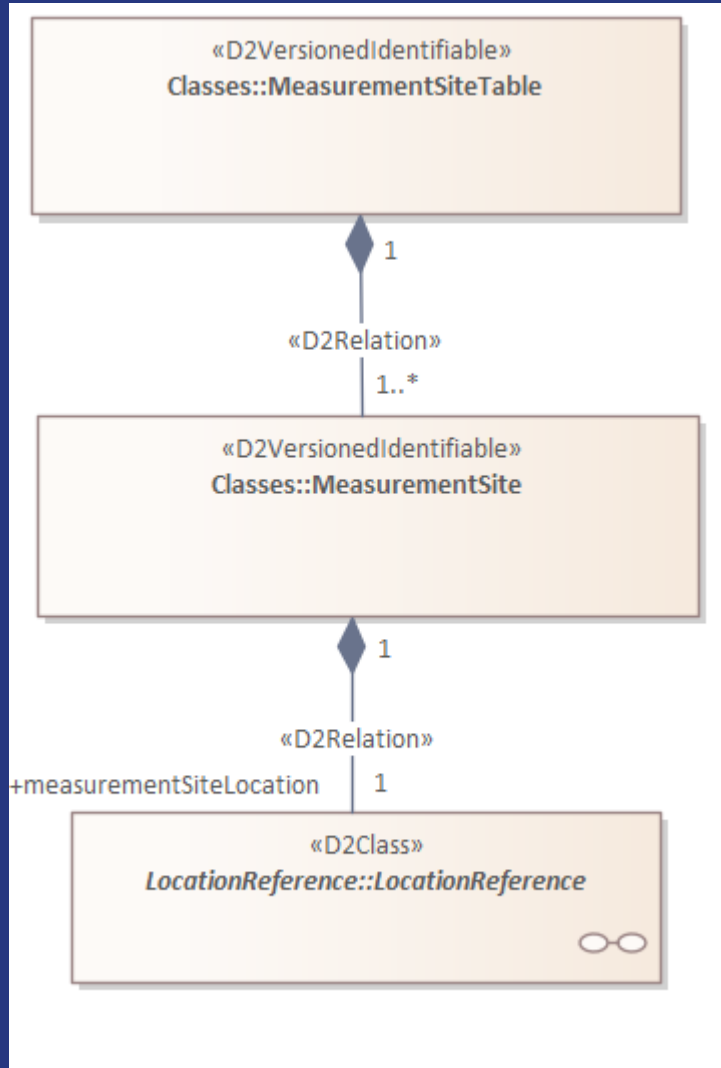 «D2VersionedIdentifiable»
Classes::MeasurementSiteTable
1
«D2Relation»
1..*
«D2VersionedIdentifiable»
Classes::MeasurementSite
1
«D2Relation»
+measurementSiteLocation 1
«D2Class»
LocationReference::LocationReference